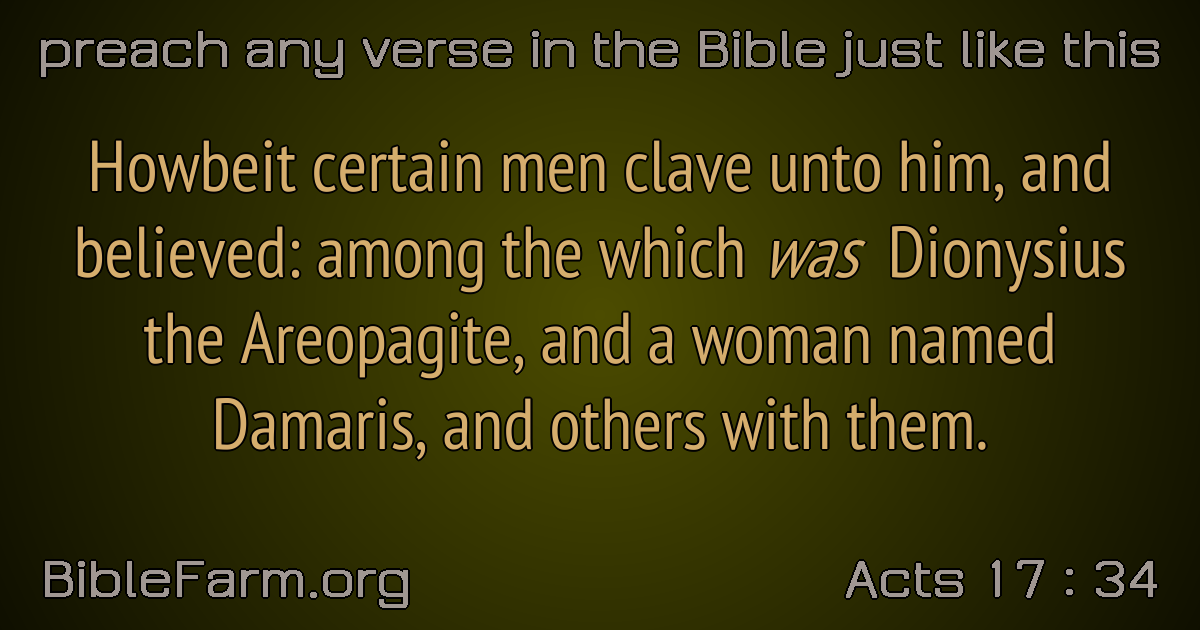 preach any verse in the Bible just like this
Howbeit certain men clave unto him, and
believed: among the which was Dionysius
the Areopagite, and a woman named
Damaris, and others with them.
BibleFarm.org
Acts 17 : 34